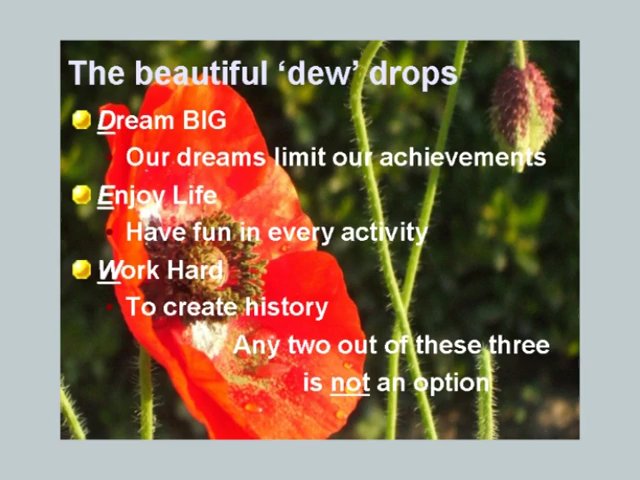 The beautiful ‘dew’ drops
Dream BIG
Our dreams limit our achievements
Enjoy Life
Have fun in every activity
Work Hard
To create history
Any two out of these three
is not an option